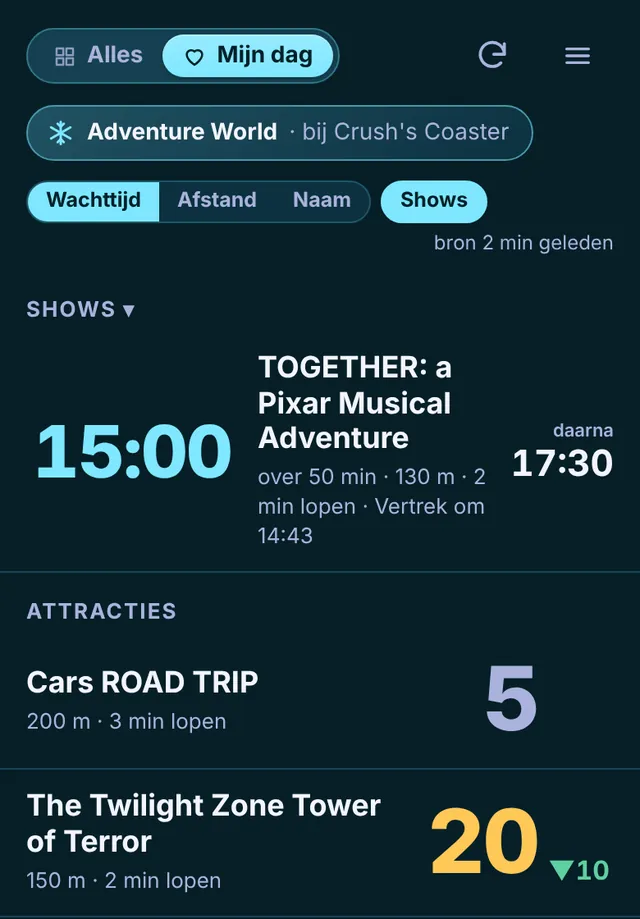 Alles Mijn dag
Adventure World · bij Crush's Coaster
Wachttijd Afstand Naam Shows
bron 2 min geleden
SHOWS ▼
15:00
TOGETHER: a
Pixar Musical
Adventure
over 50 min · 130 m · 2
min lopen · Vertrek om
14:43
daarna
17:30
ATTRACTIES
Cars ROAD TRIP
200 m · 3 min lopen
5
The Twilight Zone Tower
of Terror
150 m · 2 min lopen
20 ▼10